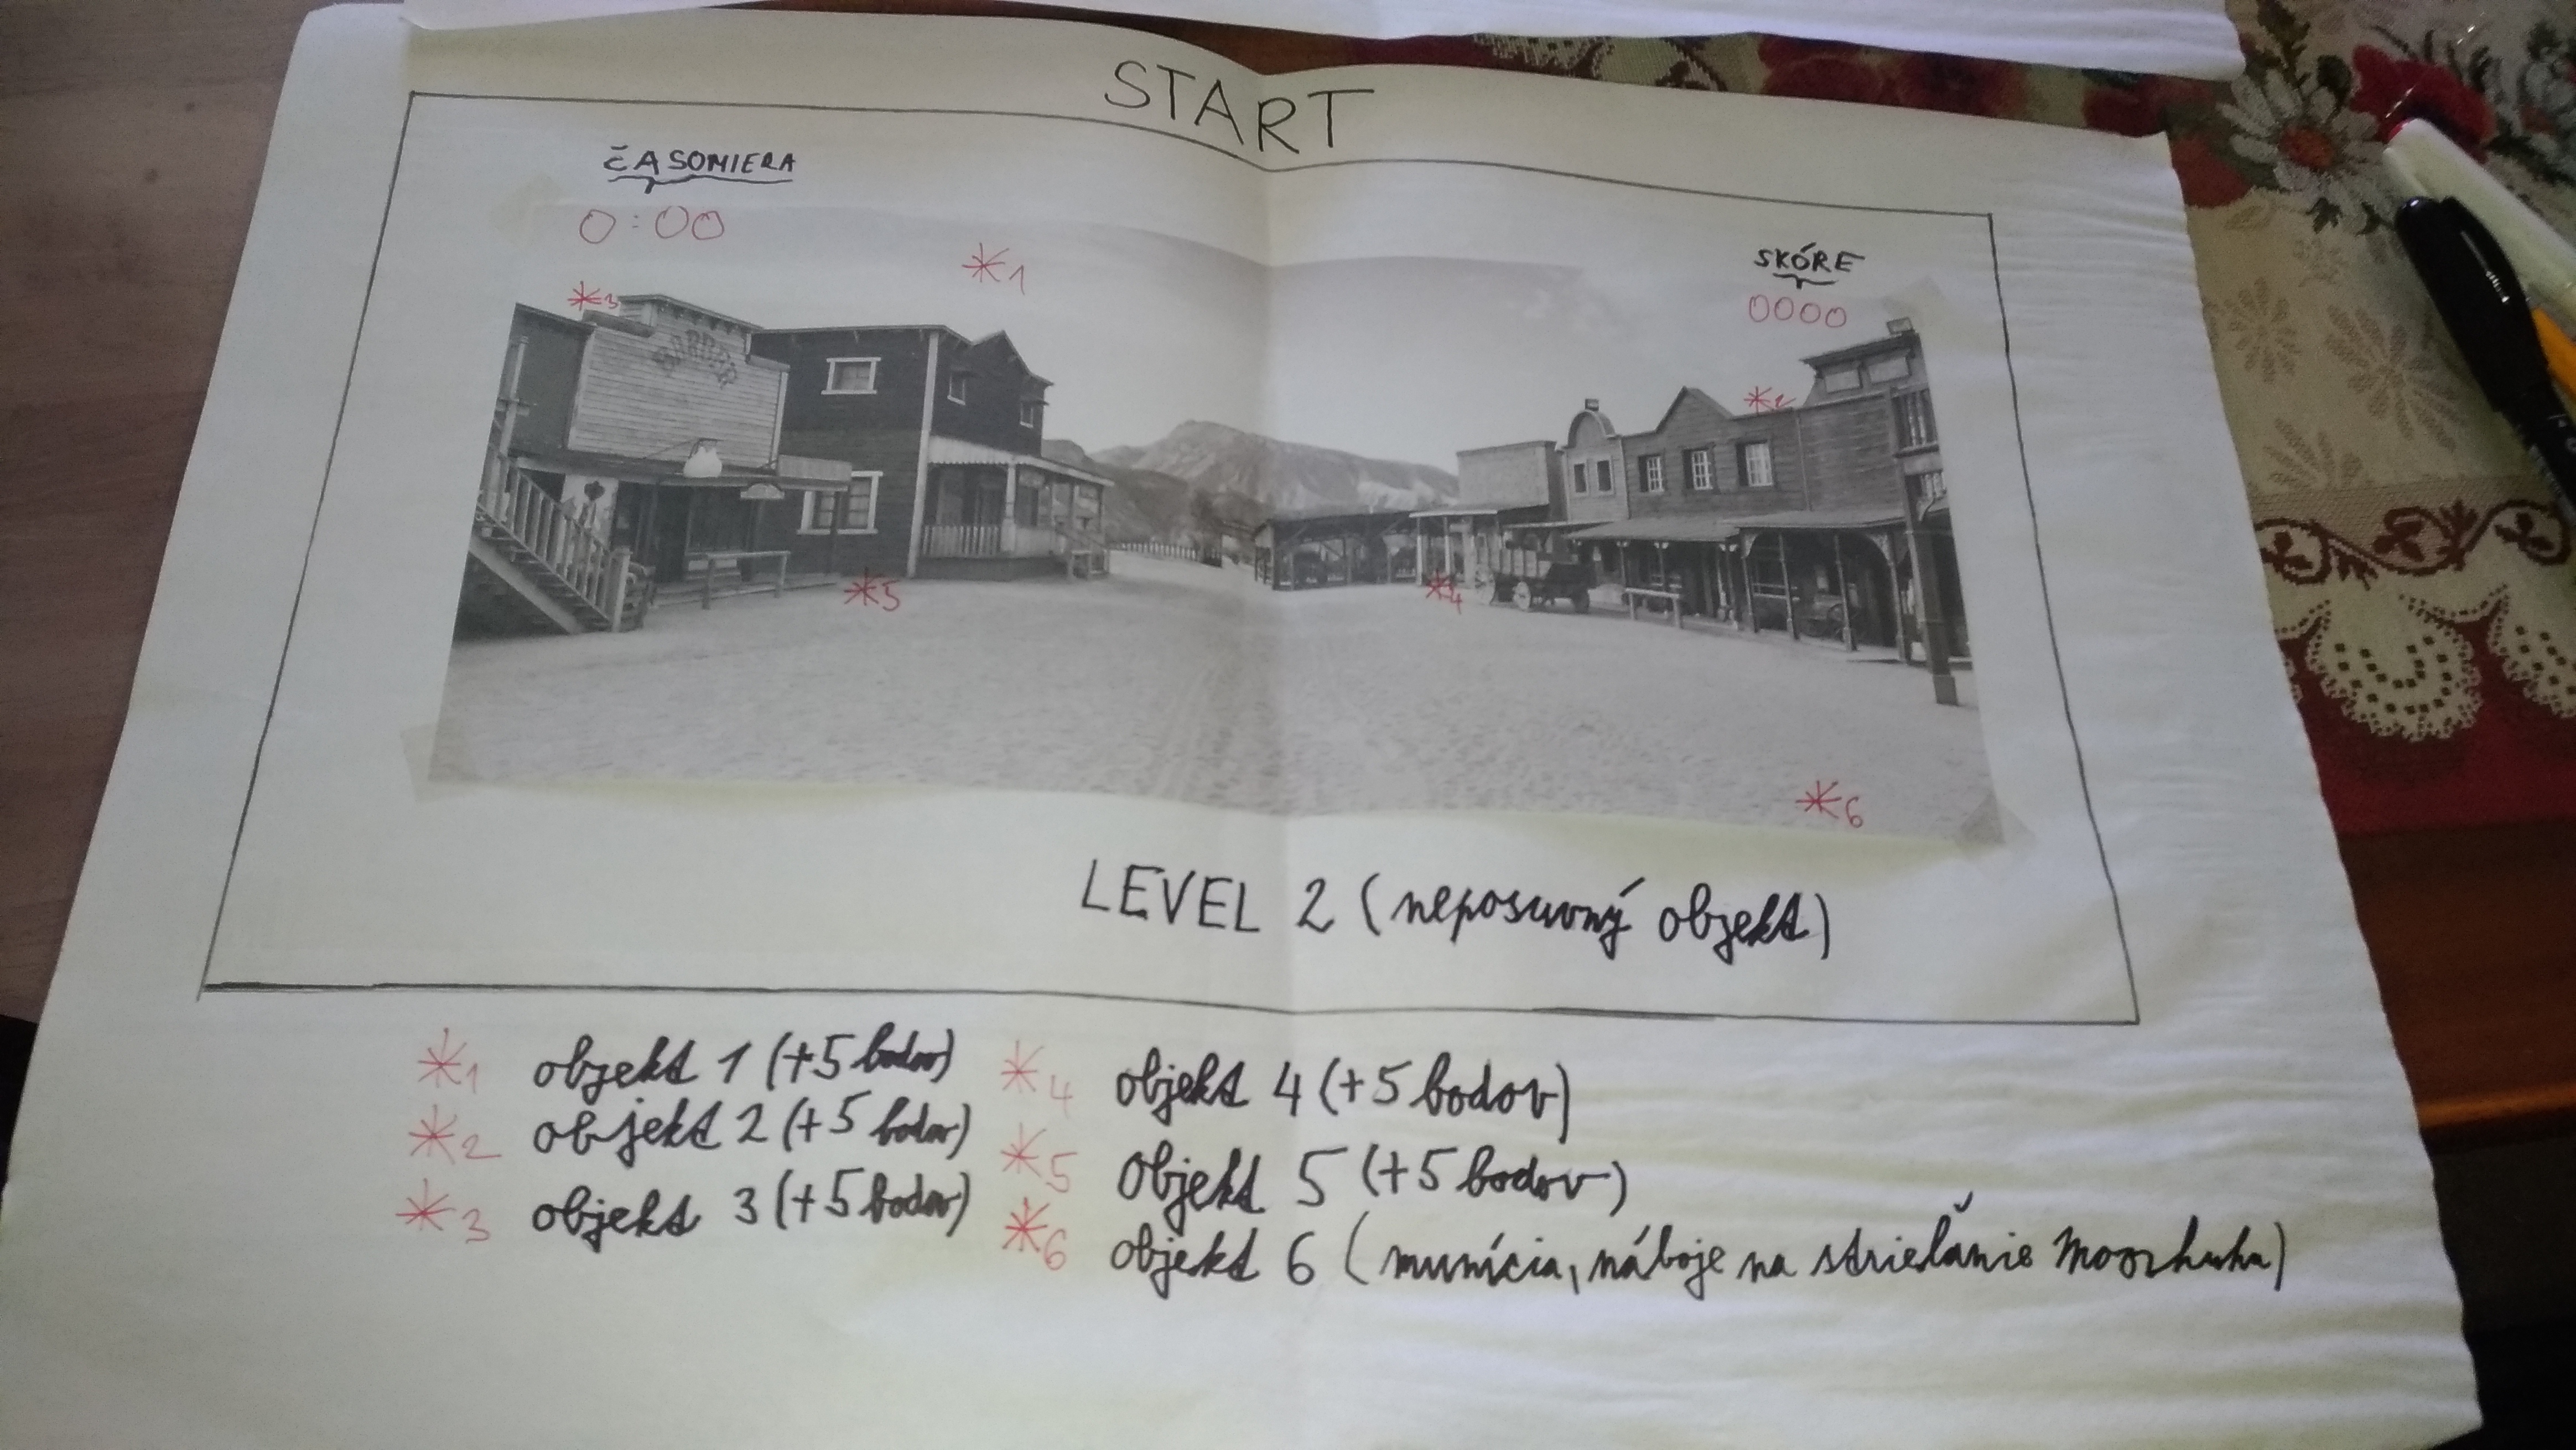 START
ČASOMIERA
0:00
*1
SKÓRE
0000
*3
BARBER
*2
*5
*4
*6
LEVEL 2 (neposuvný objekt)
*1 objekt 1 (+5 bodov)
*2 objekt 2 (+5 bodov)
*3 objekt 3 (+5 bodov)
*4 objekt 4 (+5 bodov)
*5 objekt 5 (+5 bodov)
*6 objekt 6 (munícia, náboje na strieľanie Moorhuhn)